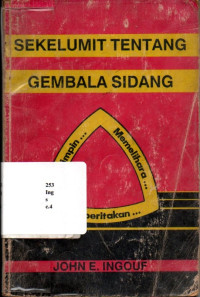 SEKELUMIT TENTANG
GEMBALA SIDANG
Memelihara...
253
Ing
s
c.4
JOHN E. INGOUF